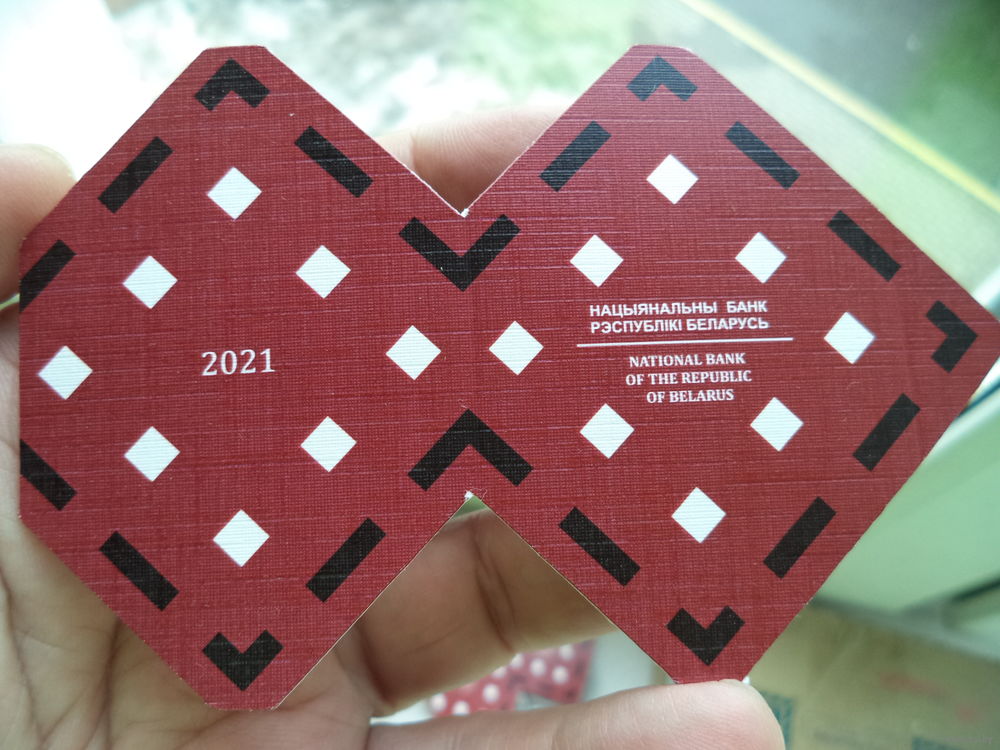 2021
НАЦЫЯНАЛЬНЫ БАНК
РЭСПУБЛІКІ БЕЛАРУСЬ
NATIONAL BANK
OF THE REPUBLIC
OF BELARUS